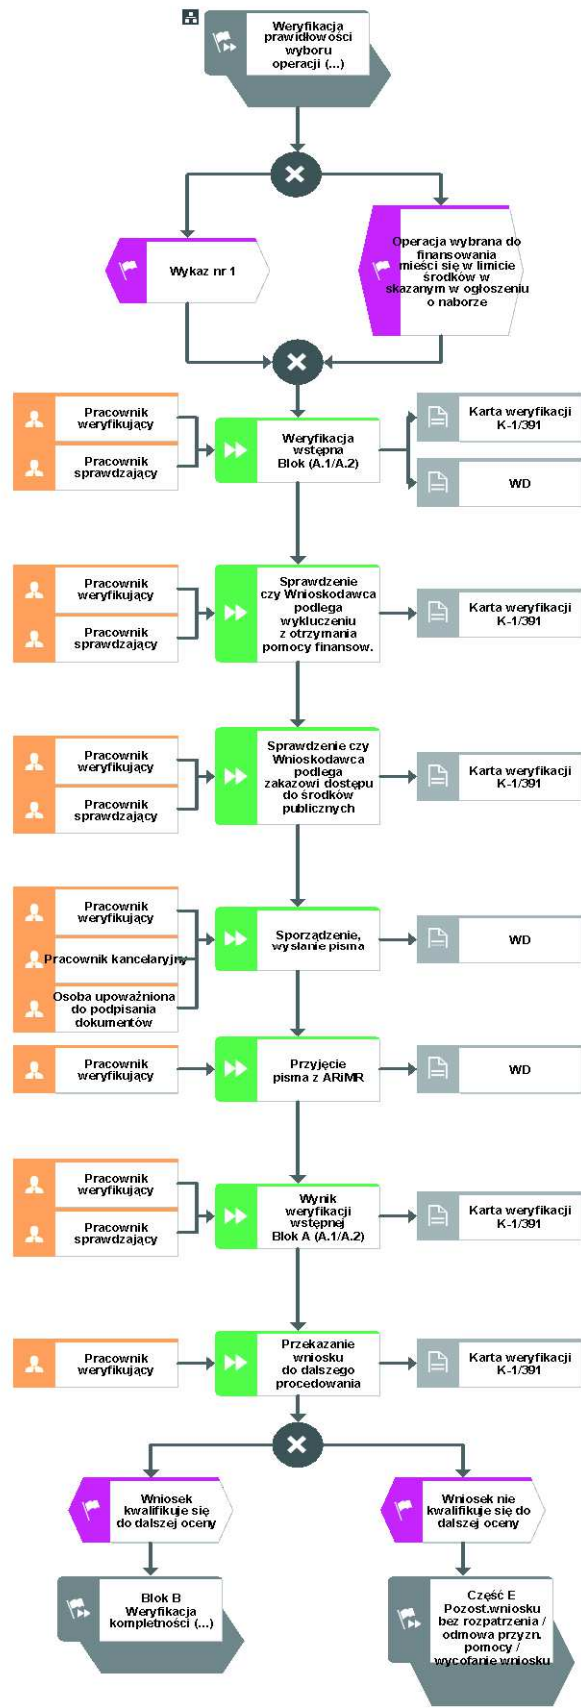 Weryfikacja
prawidłowości
wyboru
operacji (...)
Wykaz nr 1
Operacja wybrana do
finansowania
mieści się w limicie
środków w
skazanym w ogłoszeniu
o naborze
Pracownik
weryfikujący
Pracownik
sprawdzający
Weryfikacja
wstępna
Blok (A.1/A.2)
Karta weryfikacji
K-1/391
WD
Pracownik
weryfikujący
Pracownik
sprawdzający
Sprawdzenie
czy Wnioskodawca
podlega
wykluczeniu
z otrzymania
pomocy finansow.
Karta weryfikacji
K-1/391
Pracownik
weryfikujący
Pracownik
sprawdzający
Sprawdzenie czy
Wnioskodawca
podlega
zakazowi dostępu
do środków
publicznych
Karta weryfikacji
K-1/391
Pracownik
weryfikujący
Pracownik kancelaryjny
Osoba upoważniona
do podpisania
dokumentów
Sporządzenie,
wysłanie pisma
WD
Pracownik
weryfikujący
Przyjęcie
pisma z ARiMR
WD
Pracownik
weryfikujący
Pracownik
sprawdzający
Wynik
weryfikacji
wstępnej
Blok A (A.1/A.2)
Karta weryfikacji
K-1/391
Pracownik
weryfikujący
Przekazanie
wniosku
do dalszego
procedowania
Karta weryfikacji
K-1/391
Wniosek
kwalifikuje się
do dalszej oceny
Wniosek nie
kwalifikuje się do
dalszej oceny
Blok B
Weryfikacja
kompletności (...)
Część E
Pozost.wniosku
bez rozpatrzenia /
odmowa przyzn.
pomocy /
wycofanie wniosku